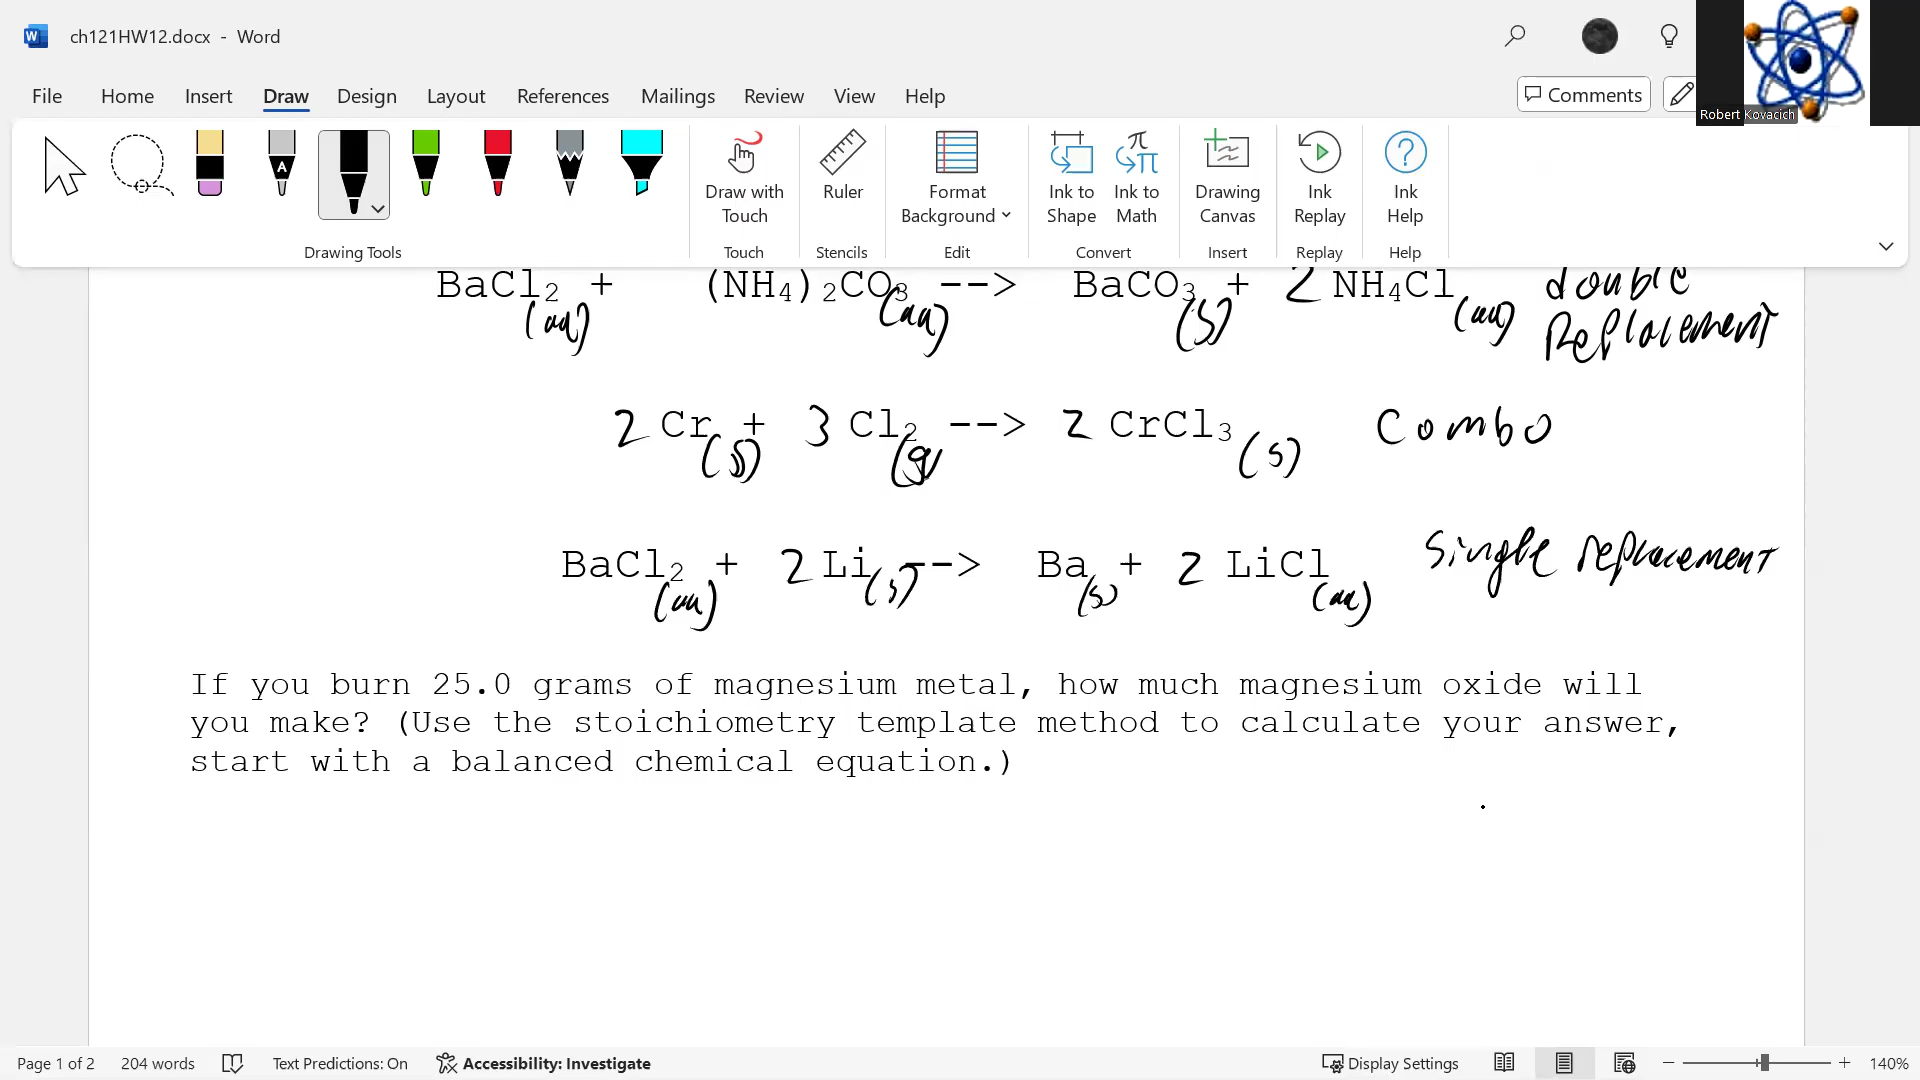 ch121HW12.docx - Word
Robert Kovacich
File Home Insert Draw Design Layout References Mailings Review View Help
Comments
A
Draw with Touch
Ruler
Format Background
Ink to Shape
Ink to Math
Drawing Canvas
Ink Replay
Ink Help
Drawing Tools Touch Stencils Edit Convert Insert Replay Help
BaCl₂ (aq) + (NH₄)₂CO₃ (aq) --> BaCO₃ (s) + 2 NH₄Cl (aq) double
Replacement
2 Cr (s) + 3 Cl₂ (g) --> 2 CrCl₃ (s) Combo
BaCl₂ (aq) + 2 Li (s) --> Ba (s) + 2 LiCl (aq) Single replacement
If you burn 25.0 grams of magnesium metal, how much magnesium oxide will
you make? (Use the stoichiometry template method to calculate your answer,
start with a balanced chemical equation.)
Page 1 of 2 204 words Text Predictions: On Accessibility: Investigate Display Settings 140%